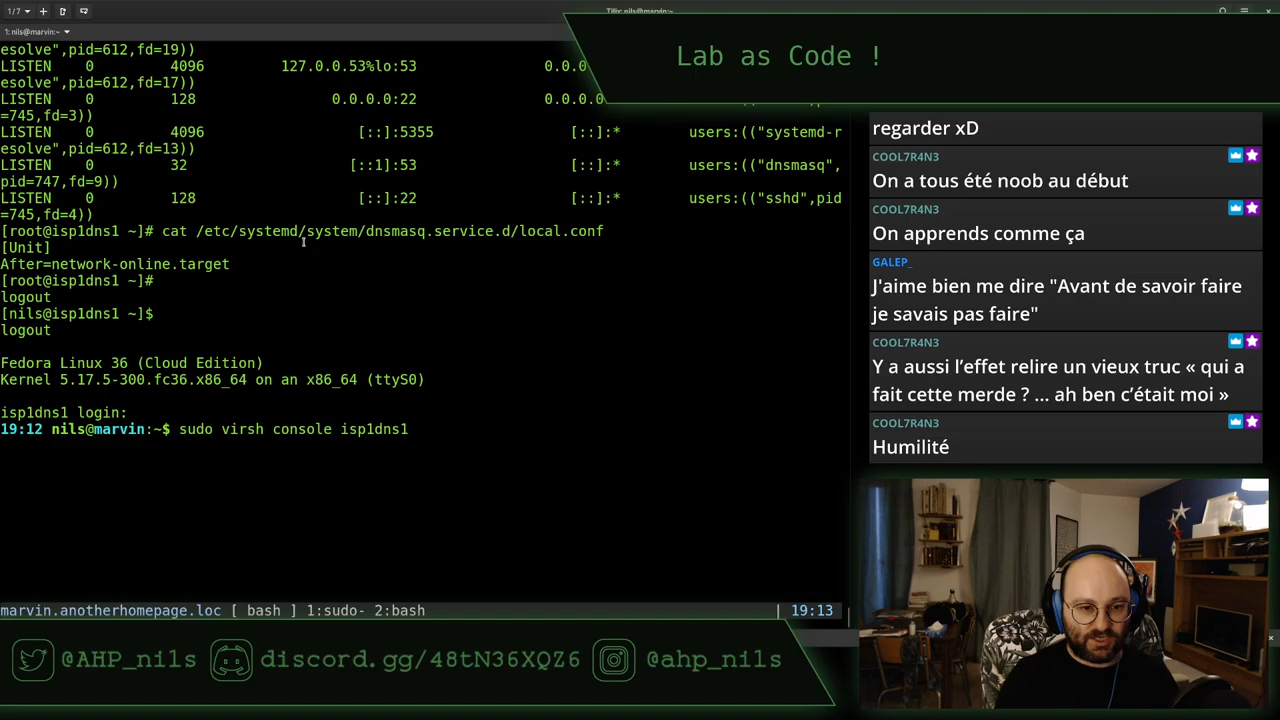 1/7
Tilix: nils@marvin:~
1: nils@marvin:~
esolve",pid=612,fd=19))
LISTEN 0 4096 127.0.0.53%lo:53 0.0.0
esolve",pid=612,fd=17))
LISTEN 0 128 0.0.0.0:22 0.0.0
=745,fd=3))
LISTEN 0 4096 [::]:5355 [::]:* users:(("systemd-r
esolve",pid=612,fd=13))
LISTEN 0 32 [::1]:53 [::]:* users:(("dnsmasq",
pid=747,fd=9))
LISTEN 0 128 [::]:22 [::]:* users:(("sshd",pid
=745,fd=4))
[root@isp1dns1 ~]# cat /etc/systemd/system/dnsmasq.service.d/local.conf
[Unit]
After=network-online.target
[root@isp1dns1 ~]#
logout
[nils@isp1dns1 ~]$
logout
Fedora Linux 36 (Cloud Edition)
Kernel 5.17.5-300.fc36.x86_64 on an x86_64 (ttyS0)
isp1dns1 login:
19:12 nils@marvin:~$ sudo virsh console isp1dns1
marvin.anotherhomepage.loc [ bash ] 1:sudo- 2:bash | 19:13
Lab as Code !
regarder xD
COOL7R4N3
On a tous été noob au début
COOL7R4N3
On apprends comme ça
GALEP_
J'aime bien me dire "Avant de savoir faire
je savais pas faire"
COOL7R4N3
Y a aussi l’effet relire un vieux truc « qui a
fait cette merde ? ... ah ben c’était moi »
COOL7R4N3
Humilité
@AHP_nils discord.gg/48tN36XQZ6 @ahp_nils